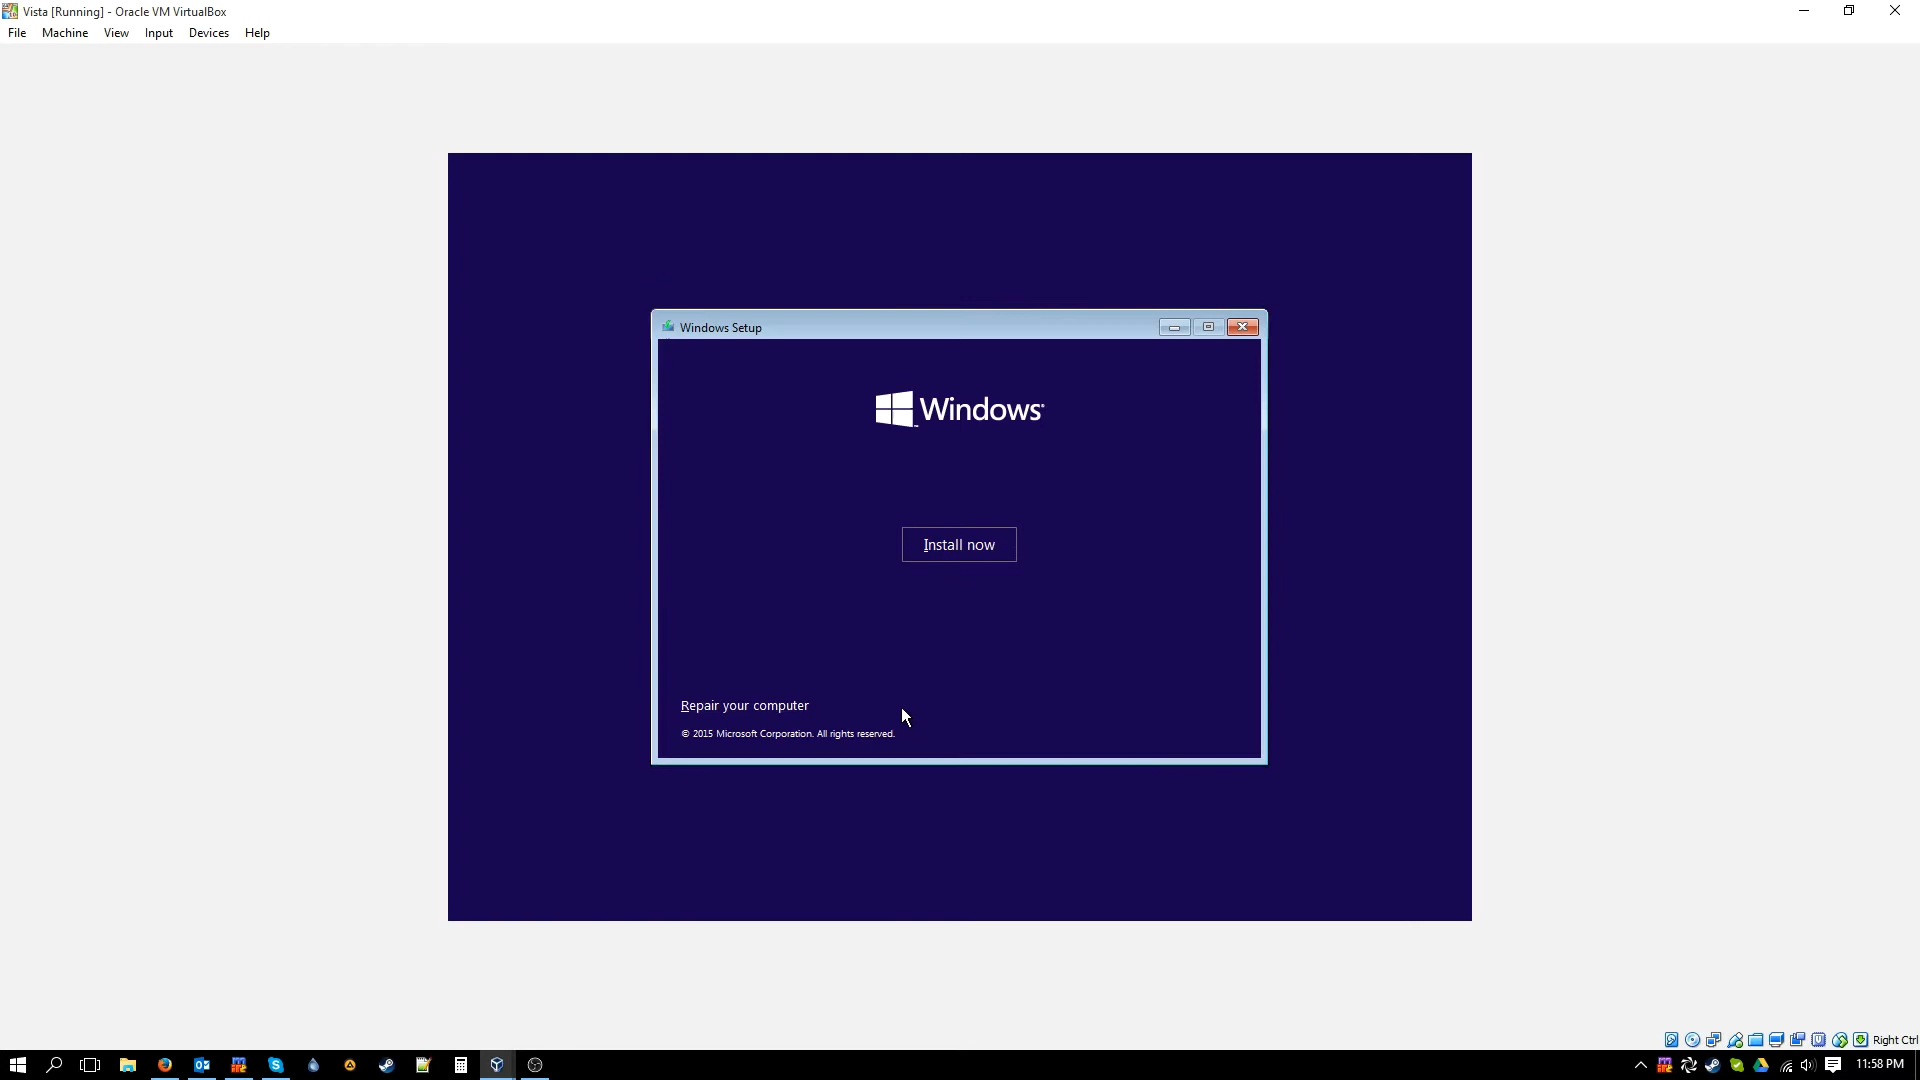 Vista [Running] - Oracle VM VirtualBox
File Machine View Input Devices Help
Windows Setup
Windows
Install now
Repair your computer
© 2015 Microsoft Corporation. All rights reserved.
Right Ctrl
11:58 PM